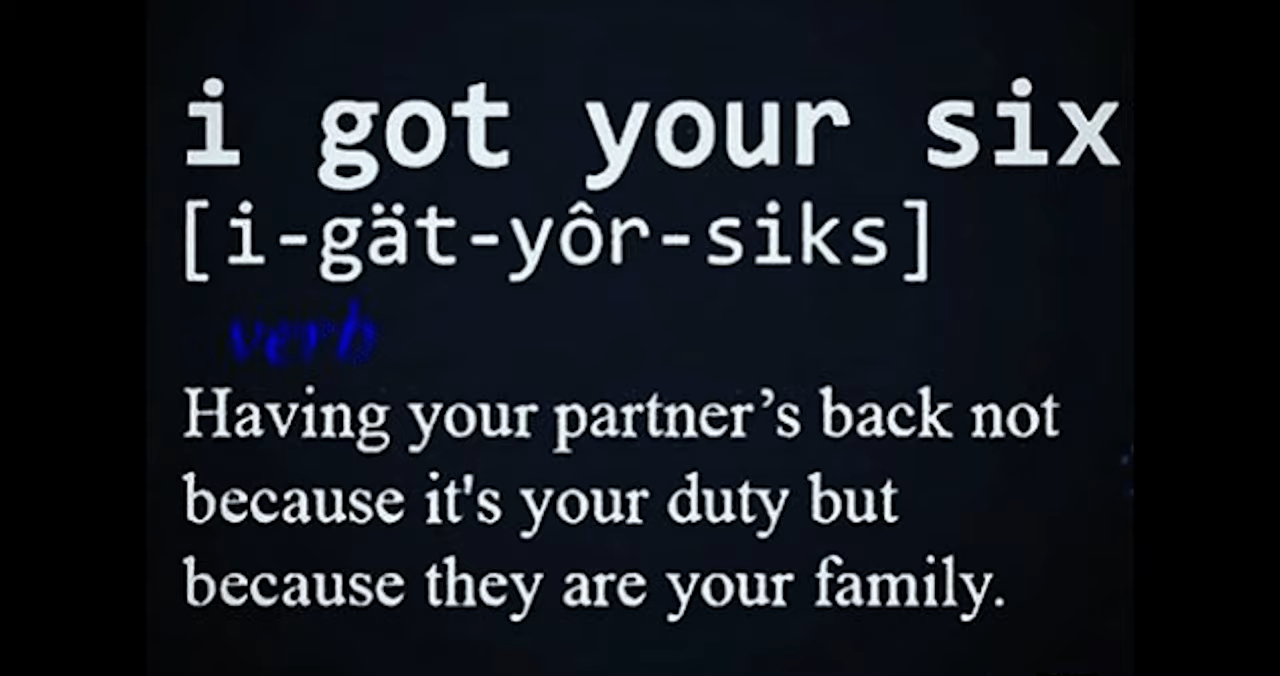 i got your six
[i-gät-yôr-siks]
verb
Having your partner’s back not
because it's your duty but
because they are your family.